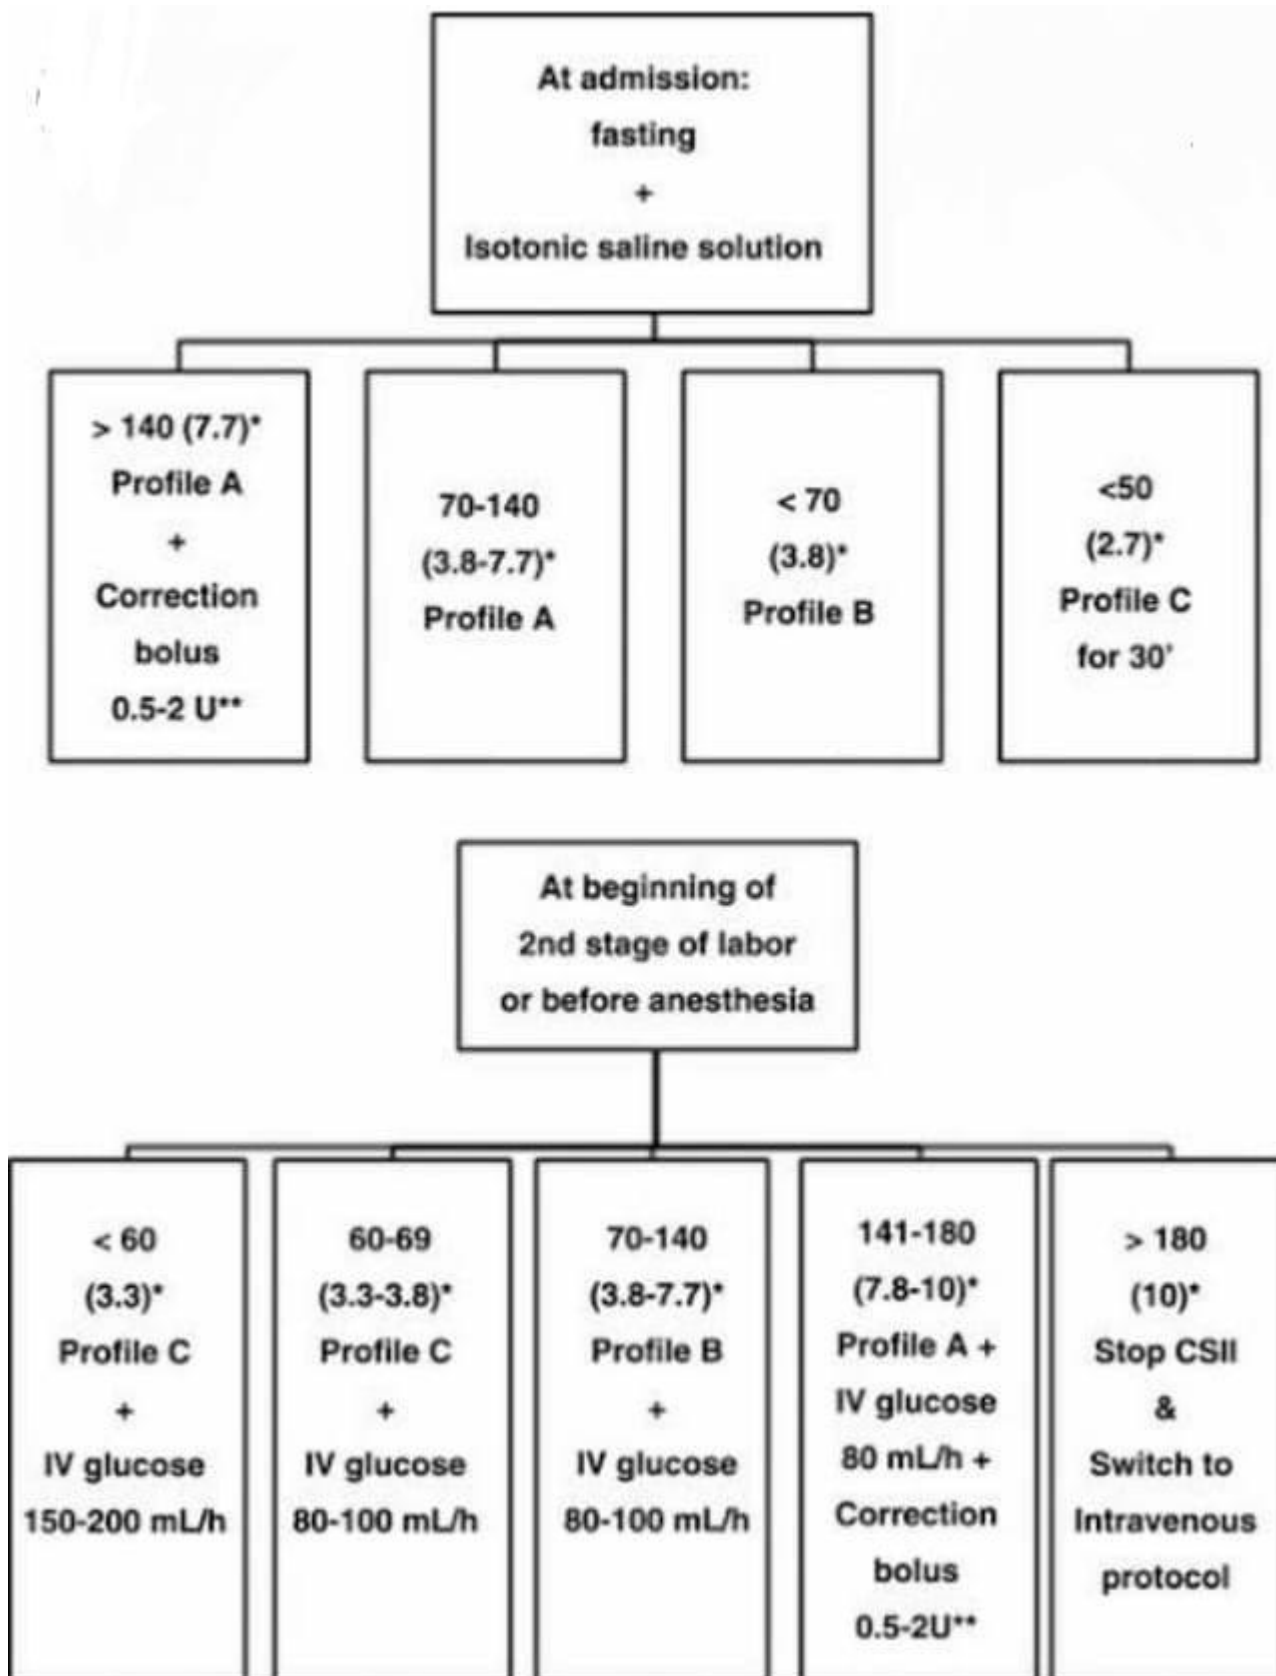 At admission:
fasting
+
Isotonic saline solution
> 140 (7.7)*
Profile A
+
Correction
bolus
0.5-2 U**
70-140
(3.8-7.7)*
Profile A
< 70
(3.8)*
Profile B
<50
(2.7)*
Profile C
for 30'
At beginning of
2nd stage of labor
or before anesthesia
< 60
(3.3)*
Profile C
+
IV glucose
150-200 mL/h
60-69
(3.3-3.8)*
Profile C
+
IV glucose
80-100 mL/h
70-140
(3.8-7.7)*
Profile B
+
IV glucose
80-100 mL/h
141-180
(7.8-10)*
Profile A +
IV glucose
80 mL/h +
Correction
bolus
0.5-2U**
> 180
(10)*
Stop CSII
&
Switch to
Intravenous
protocol